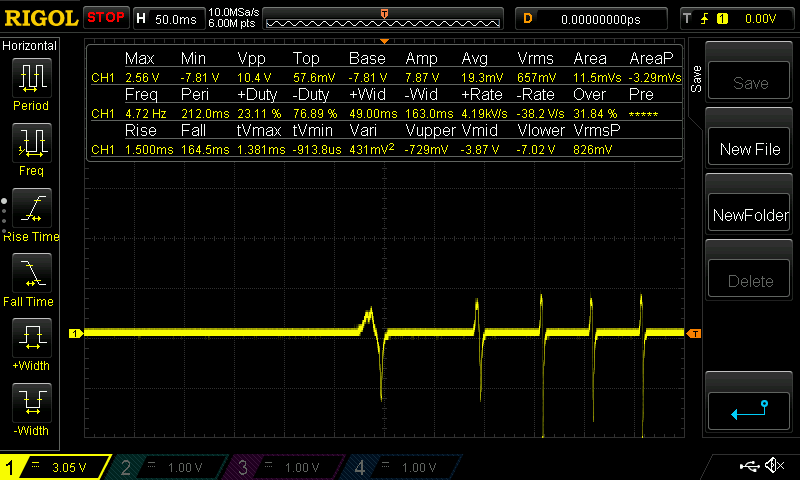 RIGOL STOP H 50.0ms 10.0MSa/s 6.00M pts T D 0.00000000ps T 1 0.00V
Horizontal
Period
Freq
Rise Time
Fall Time
+Width
-Width
Max Min Vpp Top Base Amp Avg Vrms Area AreaP
CH1 2.56 V -7.81 V 10.4 V 57.6mV -7.81 V 7.87 V 19.3mV 657mV 11.5mVs -3.29mVs
Freq Peri +Duty -Duty +Wid -Wid +Rate -Rate Over Pre
CH1 4.72 Hz 212.0ms 23.11 % 76.89 % 49.00ms 163.0ms 4.19kV/s -38.2 V/s 31.84 % *****
Rise Fall tVmax tVmin Vari Vupper Vmid Vlower VrmsP
CH1 1.500ms 164.5ms 1.381ms -913.8us 431mV² -729mV -3.87 V -7.02 V 826mV
1
T
Save
Save
New File
NewFolder
Delete
1 3.05 V 2 1.00 V 3 1.00 V 4 1.00 V